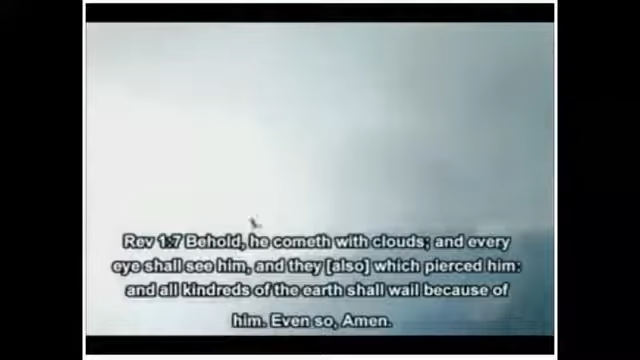 Rev 1:7 Behold, he cometh with clouds; and every
eye shall see him, and they [also] which pierced him:
and all kindreds of the earth shall wail because of
him. Even so, Amen.